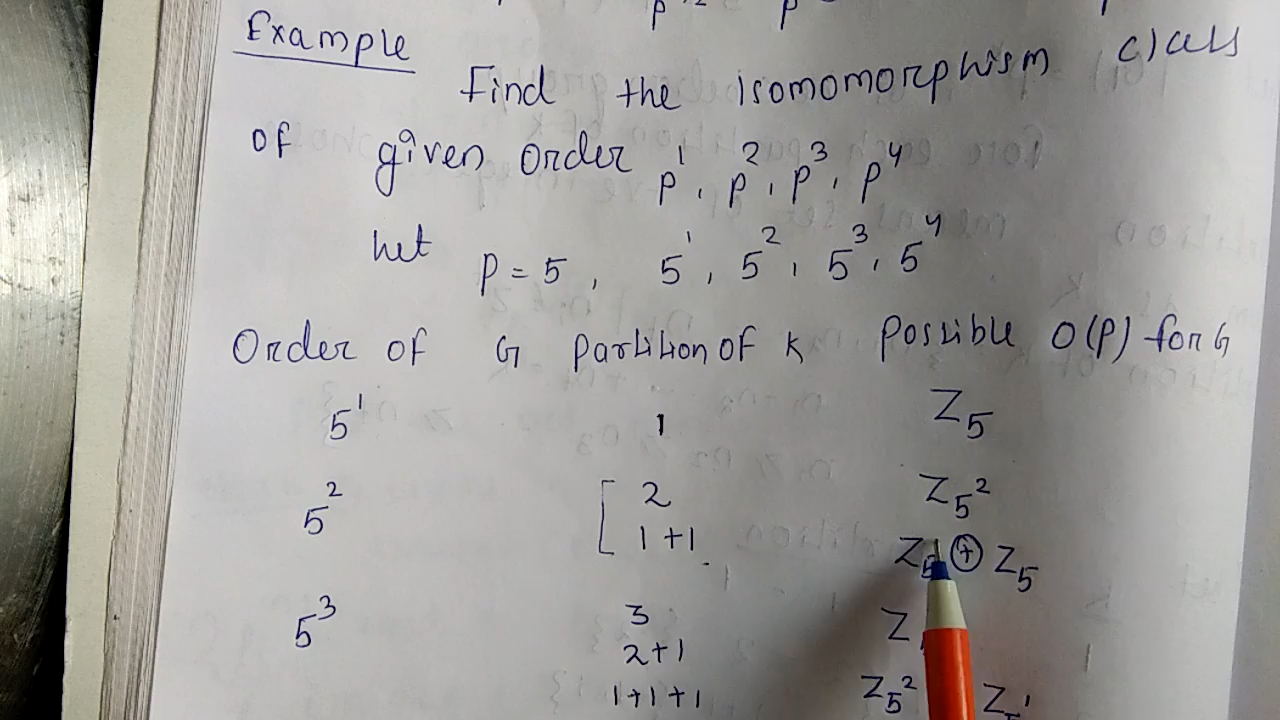 Example
Find the Isomomorphism class
of given order p¹, p², p³, p⁴
Let p = 5, 5¹, 5², 5³, 5⁴
Order of G Partition of K Possible O(P) for G
5¹ 1 Z₅
5² [ 2 Z₅²
1+1 Z₅ ⊕ Z₅
5³ 3 Z
2+1
1+1+1 Z₅² Z₅¹